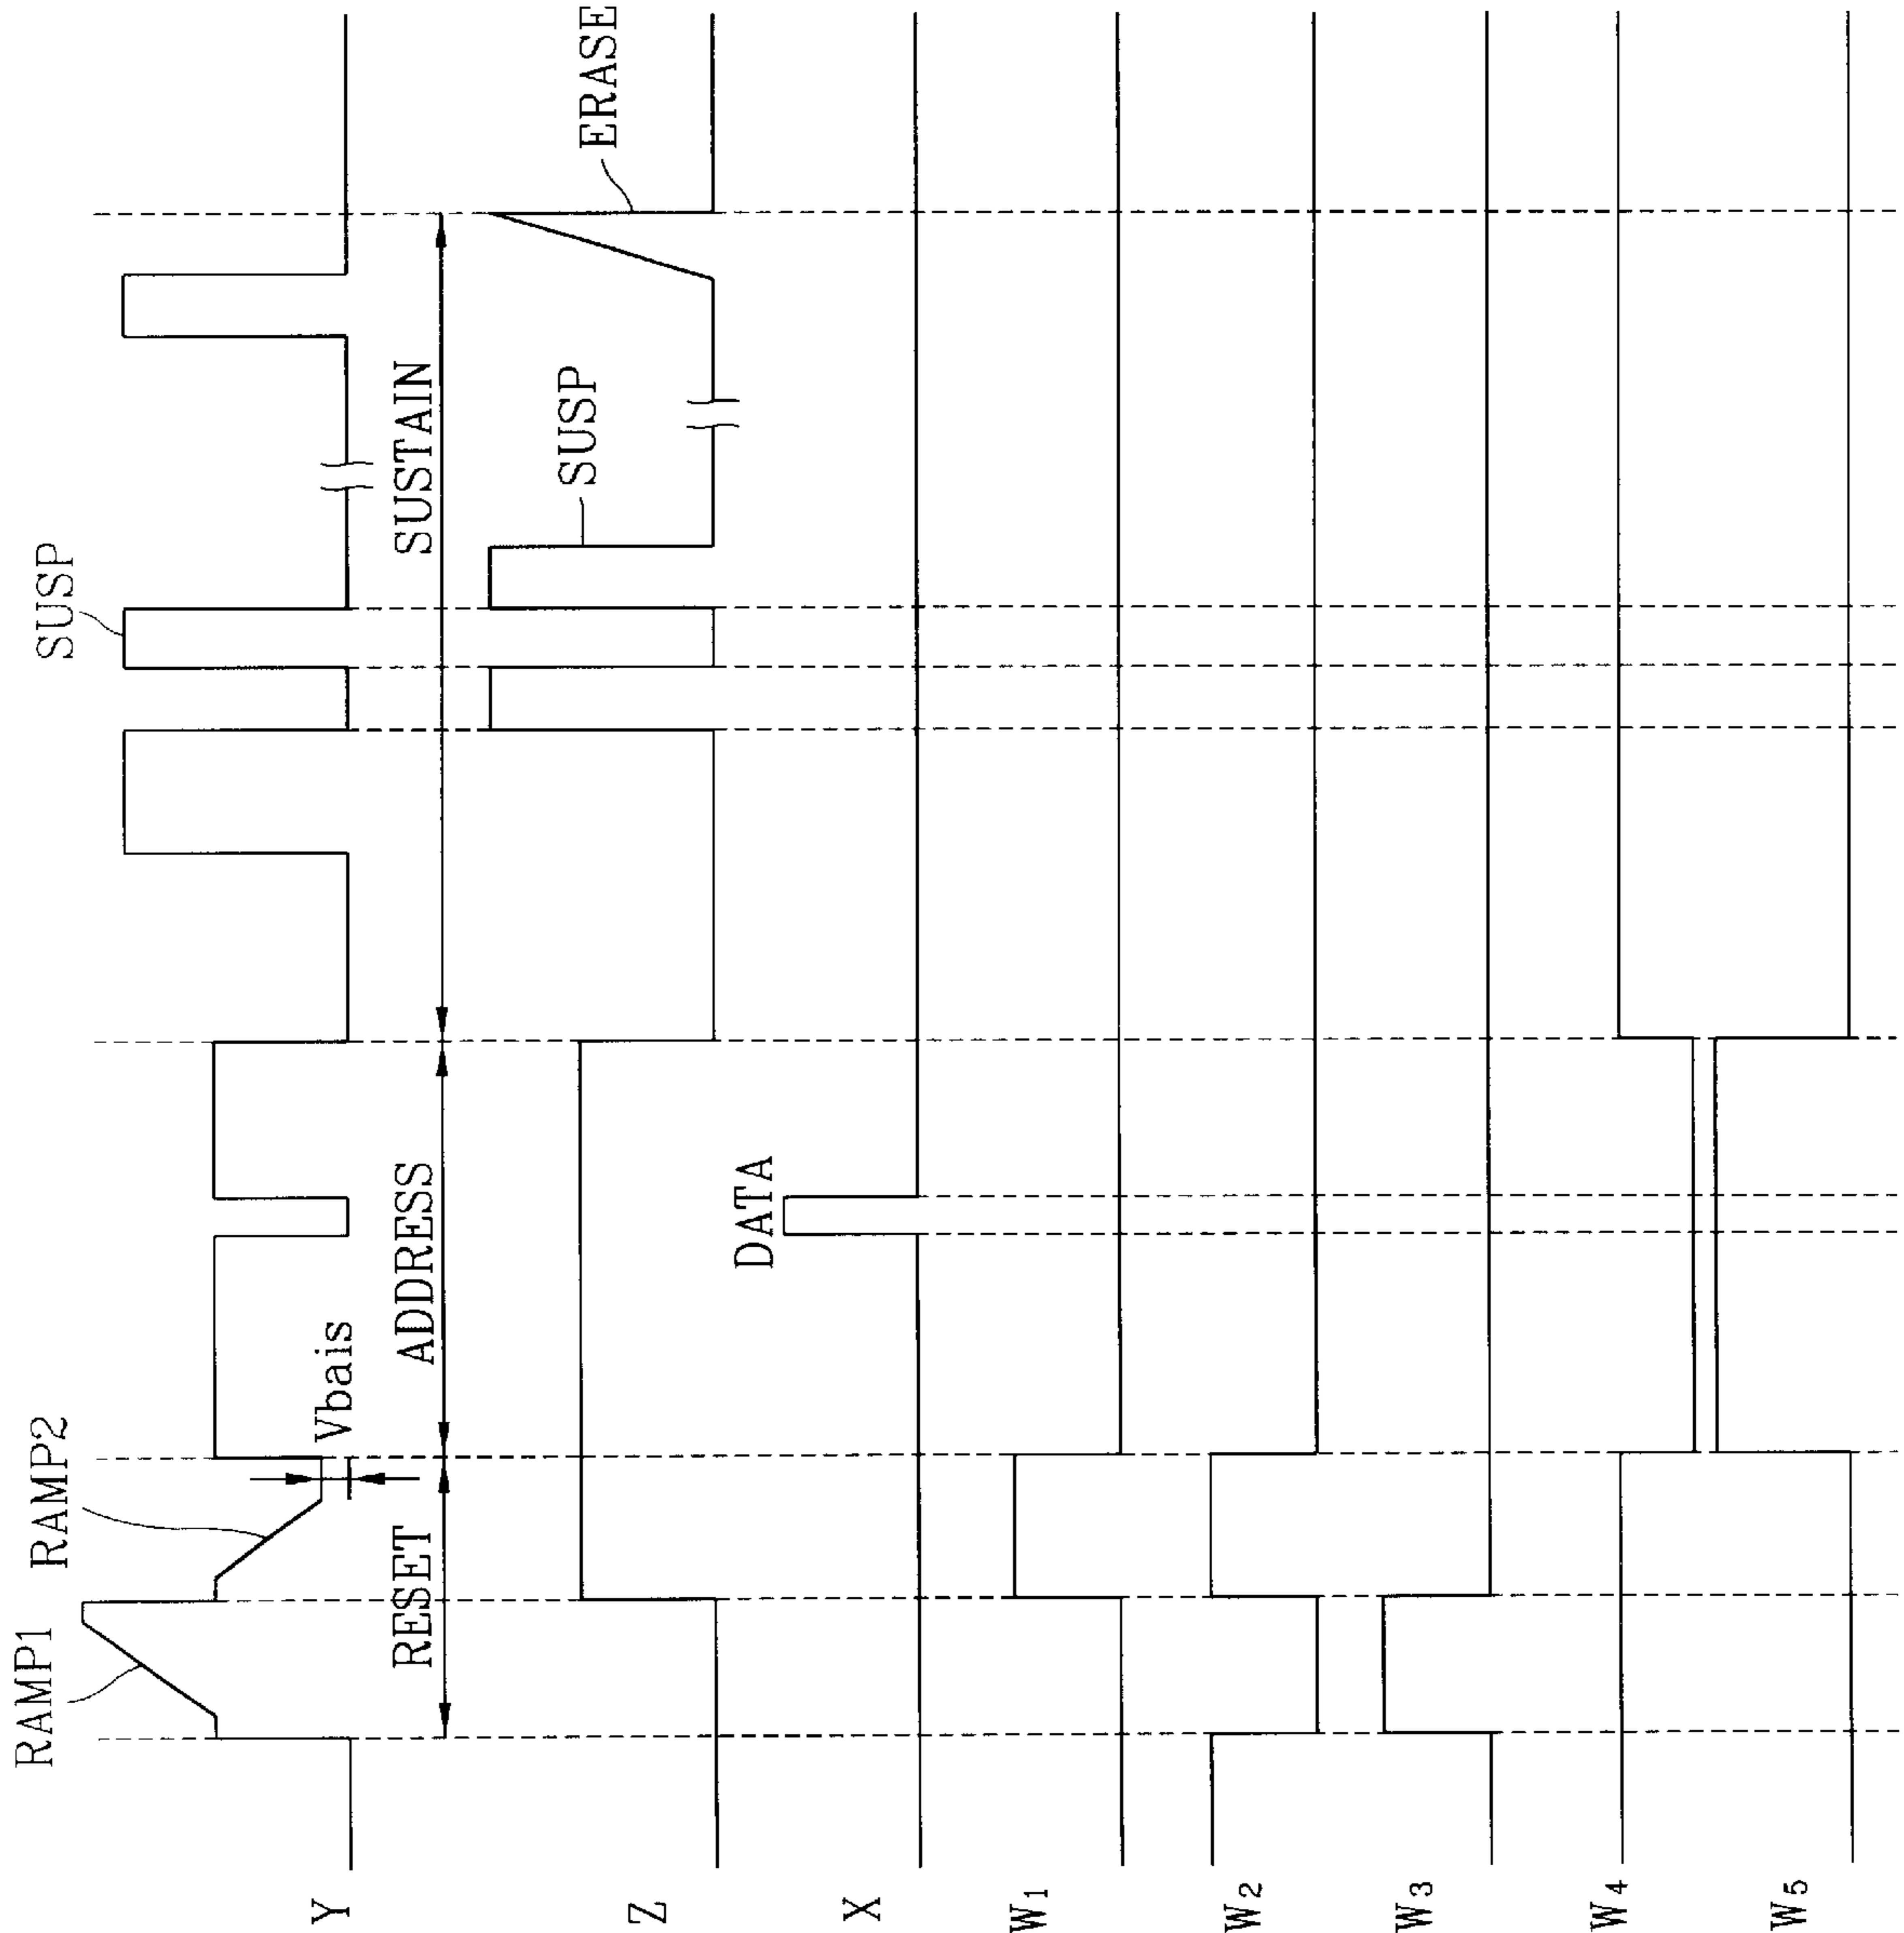 RAMP1
RAMP2
SUSP
Vbais
RESET
ADDRESS
SUSTAIN
SUSP
ERASE
DATA
Y
Z
X
W1
W2
W3
W4
W5